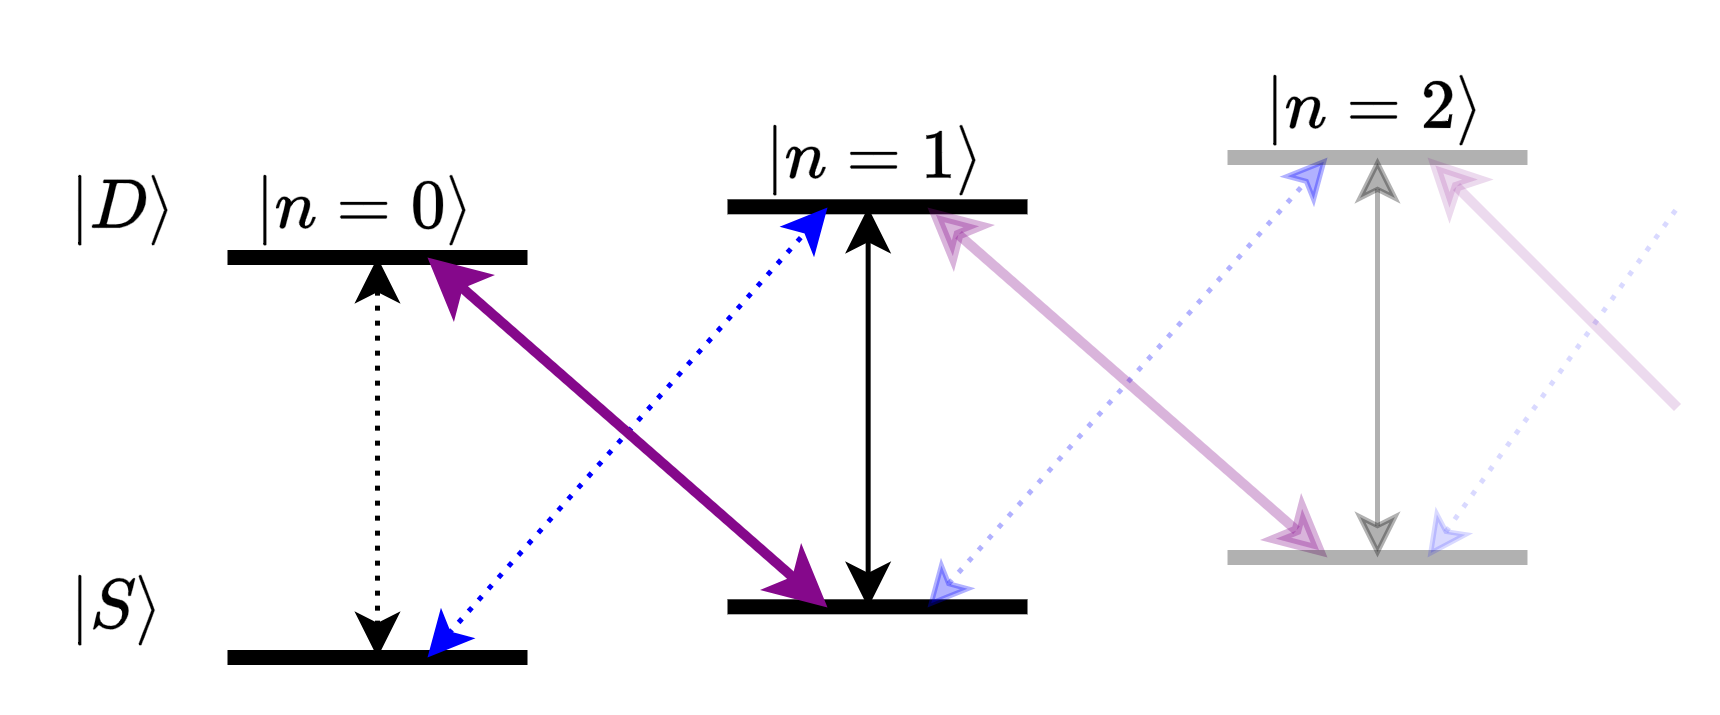 |n = 2⟩
|n = 1⟩
|D⟩ |n = 0⟩
|S⟩